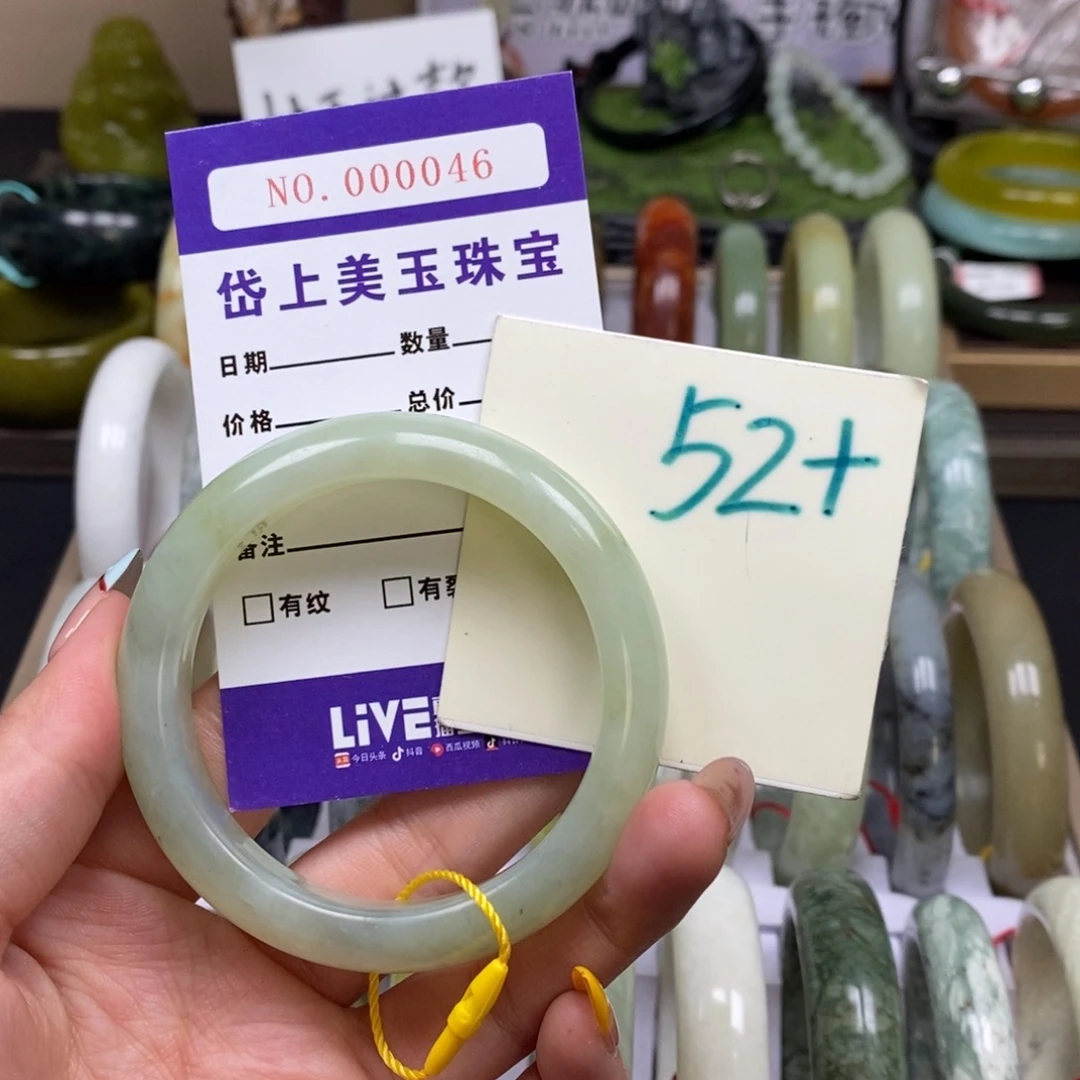 NO. 000046
岱上美玉珠宝
日期 数量
价格 总价
备注
有纹 有裂
52+
LiVE
今日头条 抖音 西瓜视频